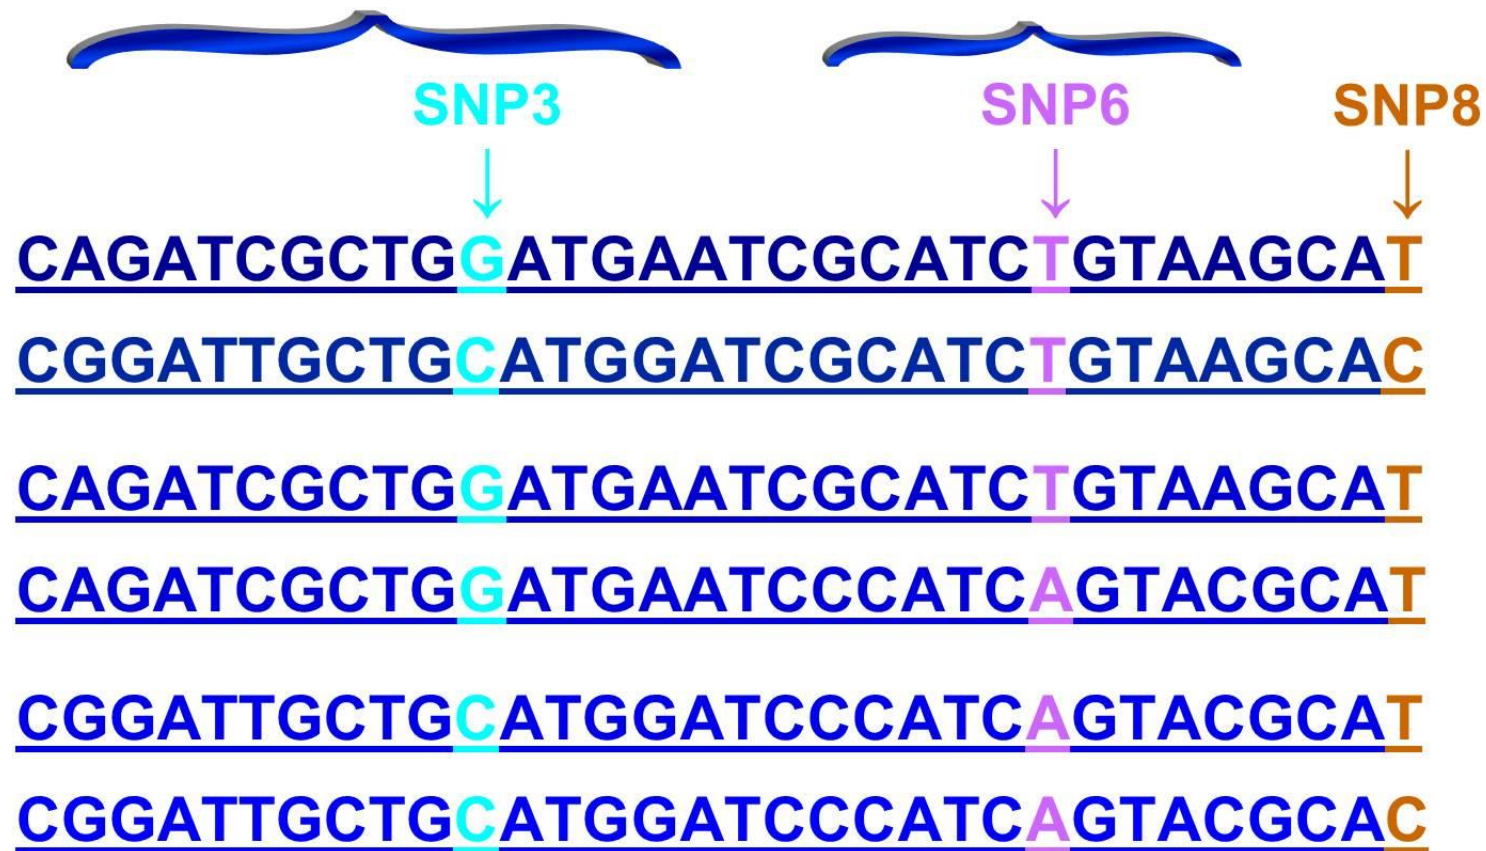 SNP3 SNP6 SNP8
CAGATCGCTGGATGAATCGCATCTGTAAGCAT
CGGATTGCTGCATGGATCGCATCTGTAAGCAC
CAGATCGCTGGATGAATCGCATCTGTAAGCAT
CAGATCGCTGGATGAATCCCATCAGTACGCAT
CGGATTGCTGCATGGATCCCATCAGTACGCAT
CGGATTGCTGCATGGATCCCATCAGTACGCAC